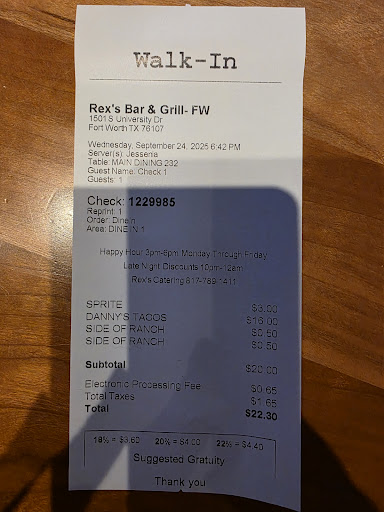 Walk-In
Rex's Bar & Grill- FW
1501 S University Dr
Fort Worth TX 76107
Wednesday, September 24, 2025 6:42 PM
Server(s): Jessenia
Table: MAIN DINING 232
Guest Name: Check 1
Guests: 1
Check: 1229985
Reprint: 1
Order: Dine In
Area: DINE IN 1
Happy Hour 3pm-6pm Monday Through Friday
Late Night Discounts 10pm-12am
Rex's Catering 817-789-1411
SPRITE $3.00
DANNY'S TACOS $16.00
SIDE OF RANCH $0.50
SIDE OF RANCH $0.50
Subtotal $20.00
Electronic Processing Fee $0.65
Total Taxes $1.65
Total $22.30
18% = $3.60 20% = $4.00 22% = $4.40
Suggested Gratuity
Thank you